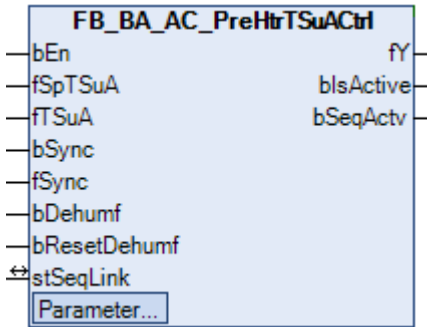 FB_BA_AC_PreHtrTSuACtrl
bEn fY
fSpTSuA bIsActive
fTSuA bSeqActv
bSync
fSync
bDehumf
bResetDehumf
stSeqLink
Parameter...